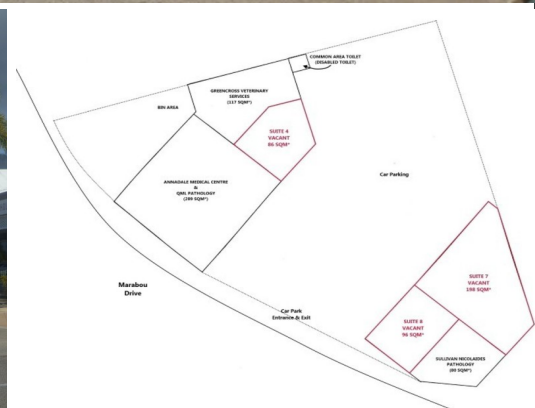 COMMON AREA TOILET
(DISABLED TOILET)
GREENCROSS VETERINARY
SERVICES
(117 SQM*)
BIN AREA
SUITE 4
VACANT
86 SQM*
ANNADALE MEDICAL CENTRE
&
QML PATHOLOGY
(289 SQM*)
Car Parking
Marabou
Drive
Car Park
Entrance & Exit
SUITE 7
VACANT
198 SQM*
SUITE 8
VACANT
96 SQM*
SULLIVAN NICOLAIDES
PATHOLOGY
(80 SQM*)